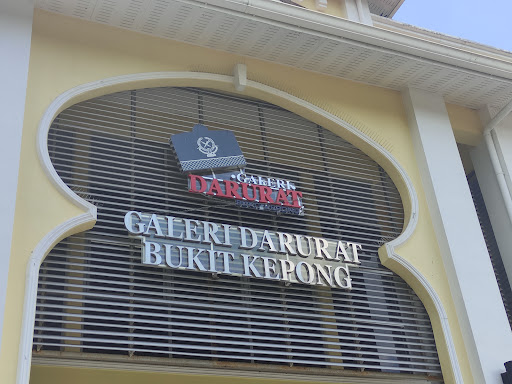 GALERI
DARURAT
GALERI DARURAT
BUKIT KEPONG